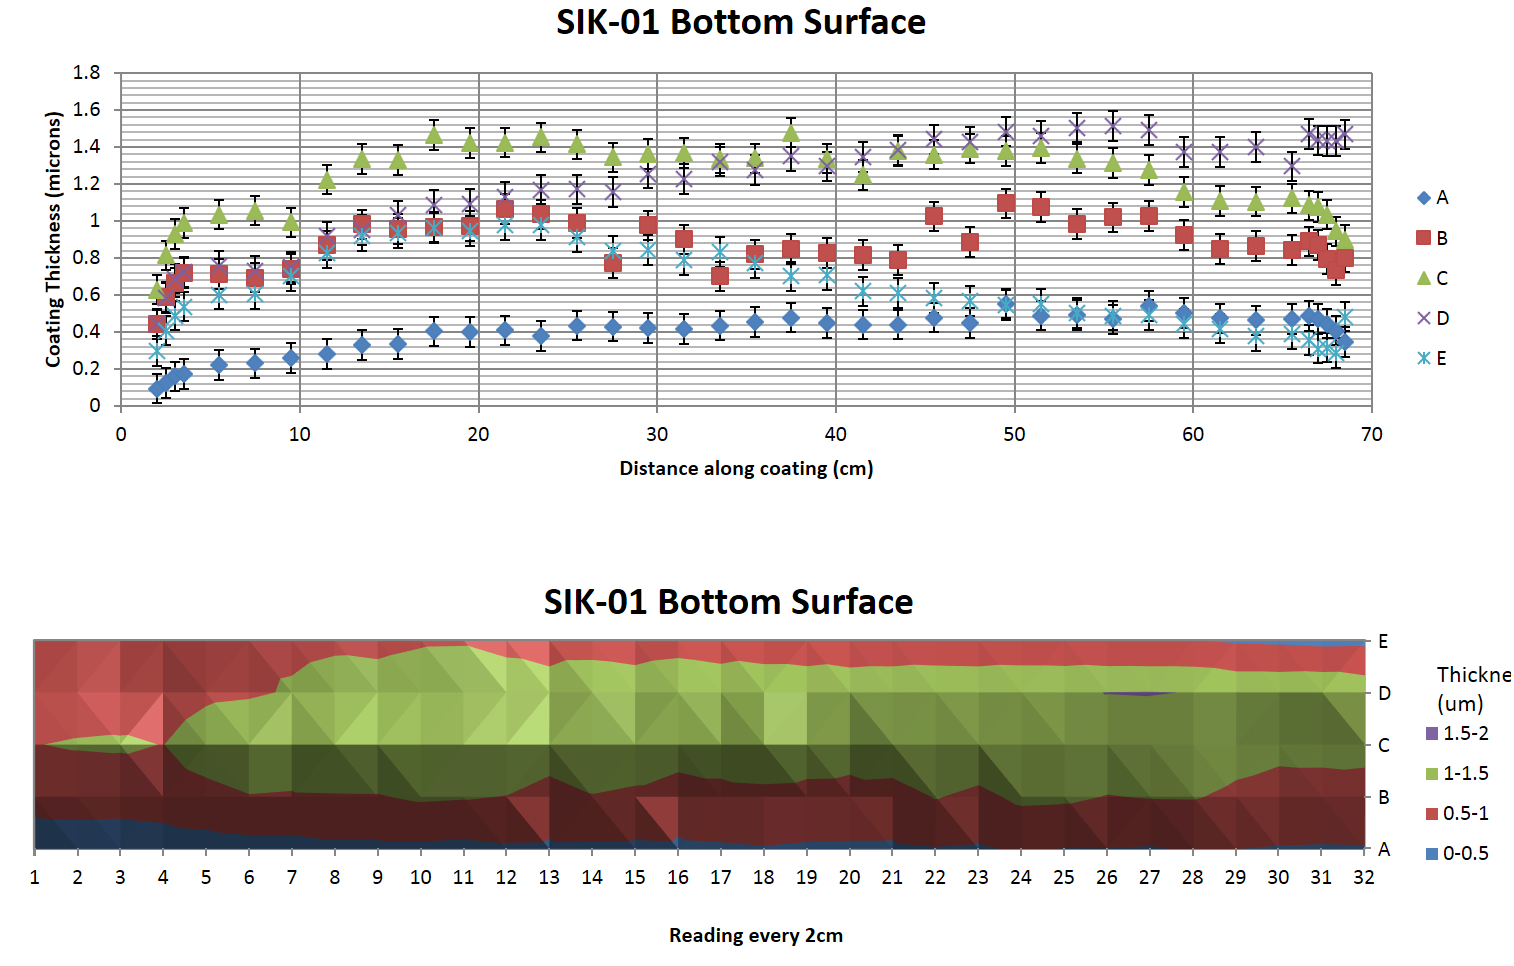 SIK-01 Bottom Surface
Coating Thickness (microns)
1.8
1.6
1.4
1.2
1
0.8
0.6
0.4
0.2
0
0 10 20 30 40 50 60 70
Distance along coating (cm)
A
B
C
D
E
SIK-01 Bottom Surface
E
D
C
B
A
1 2 3 4 5 6 7 8 9 10 11 12 13 14 15 16 17 18 19 20 21 22 23 24 25 26 27 28 29 30 31 32
Reading every 2cm
Thickne
(um)
1.5-2
1-1.5
0.5-1
0-0.5